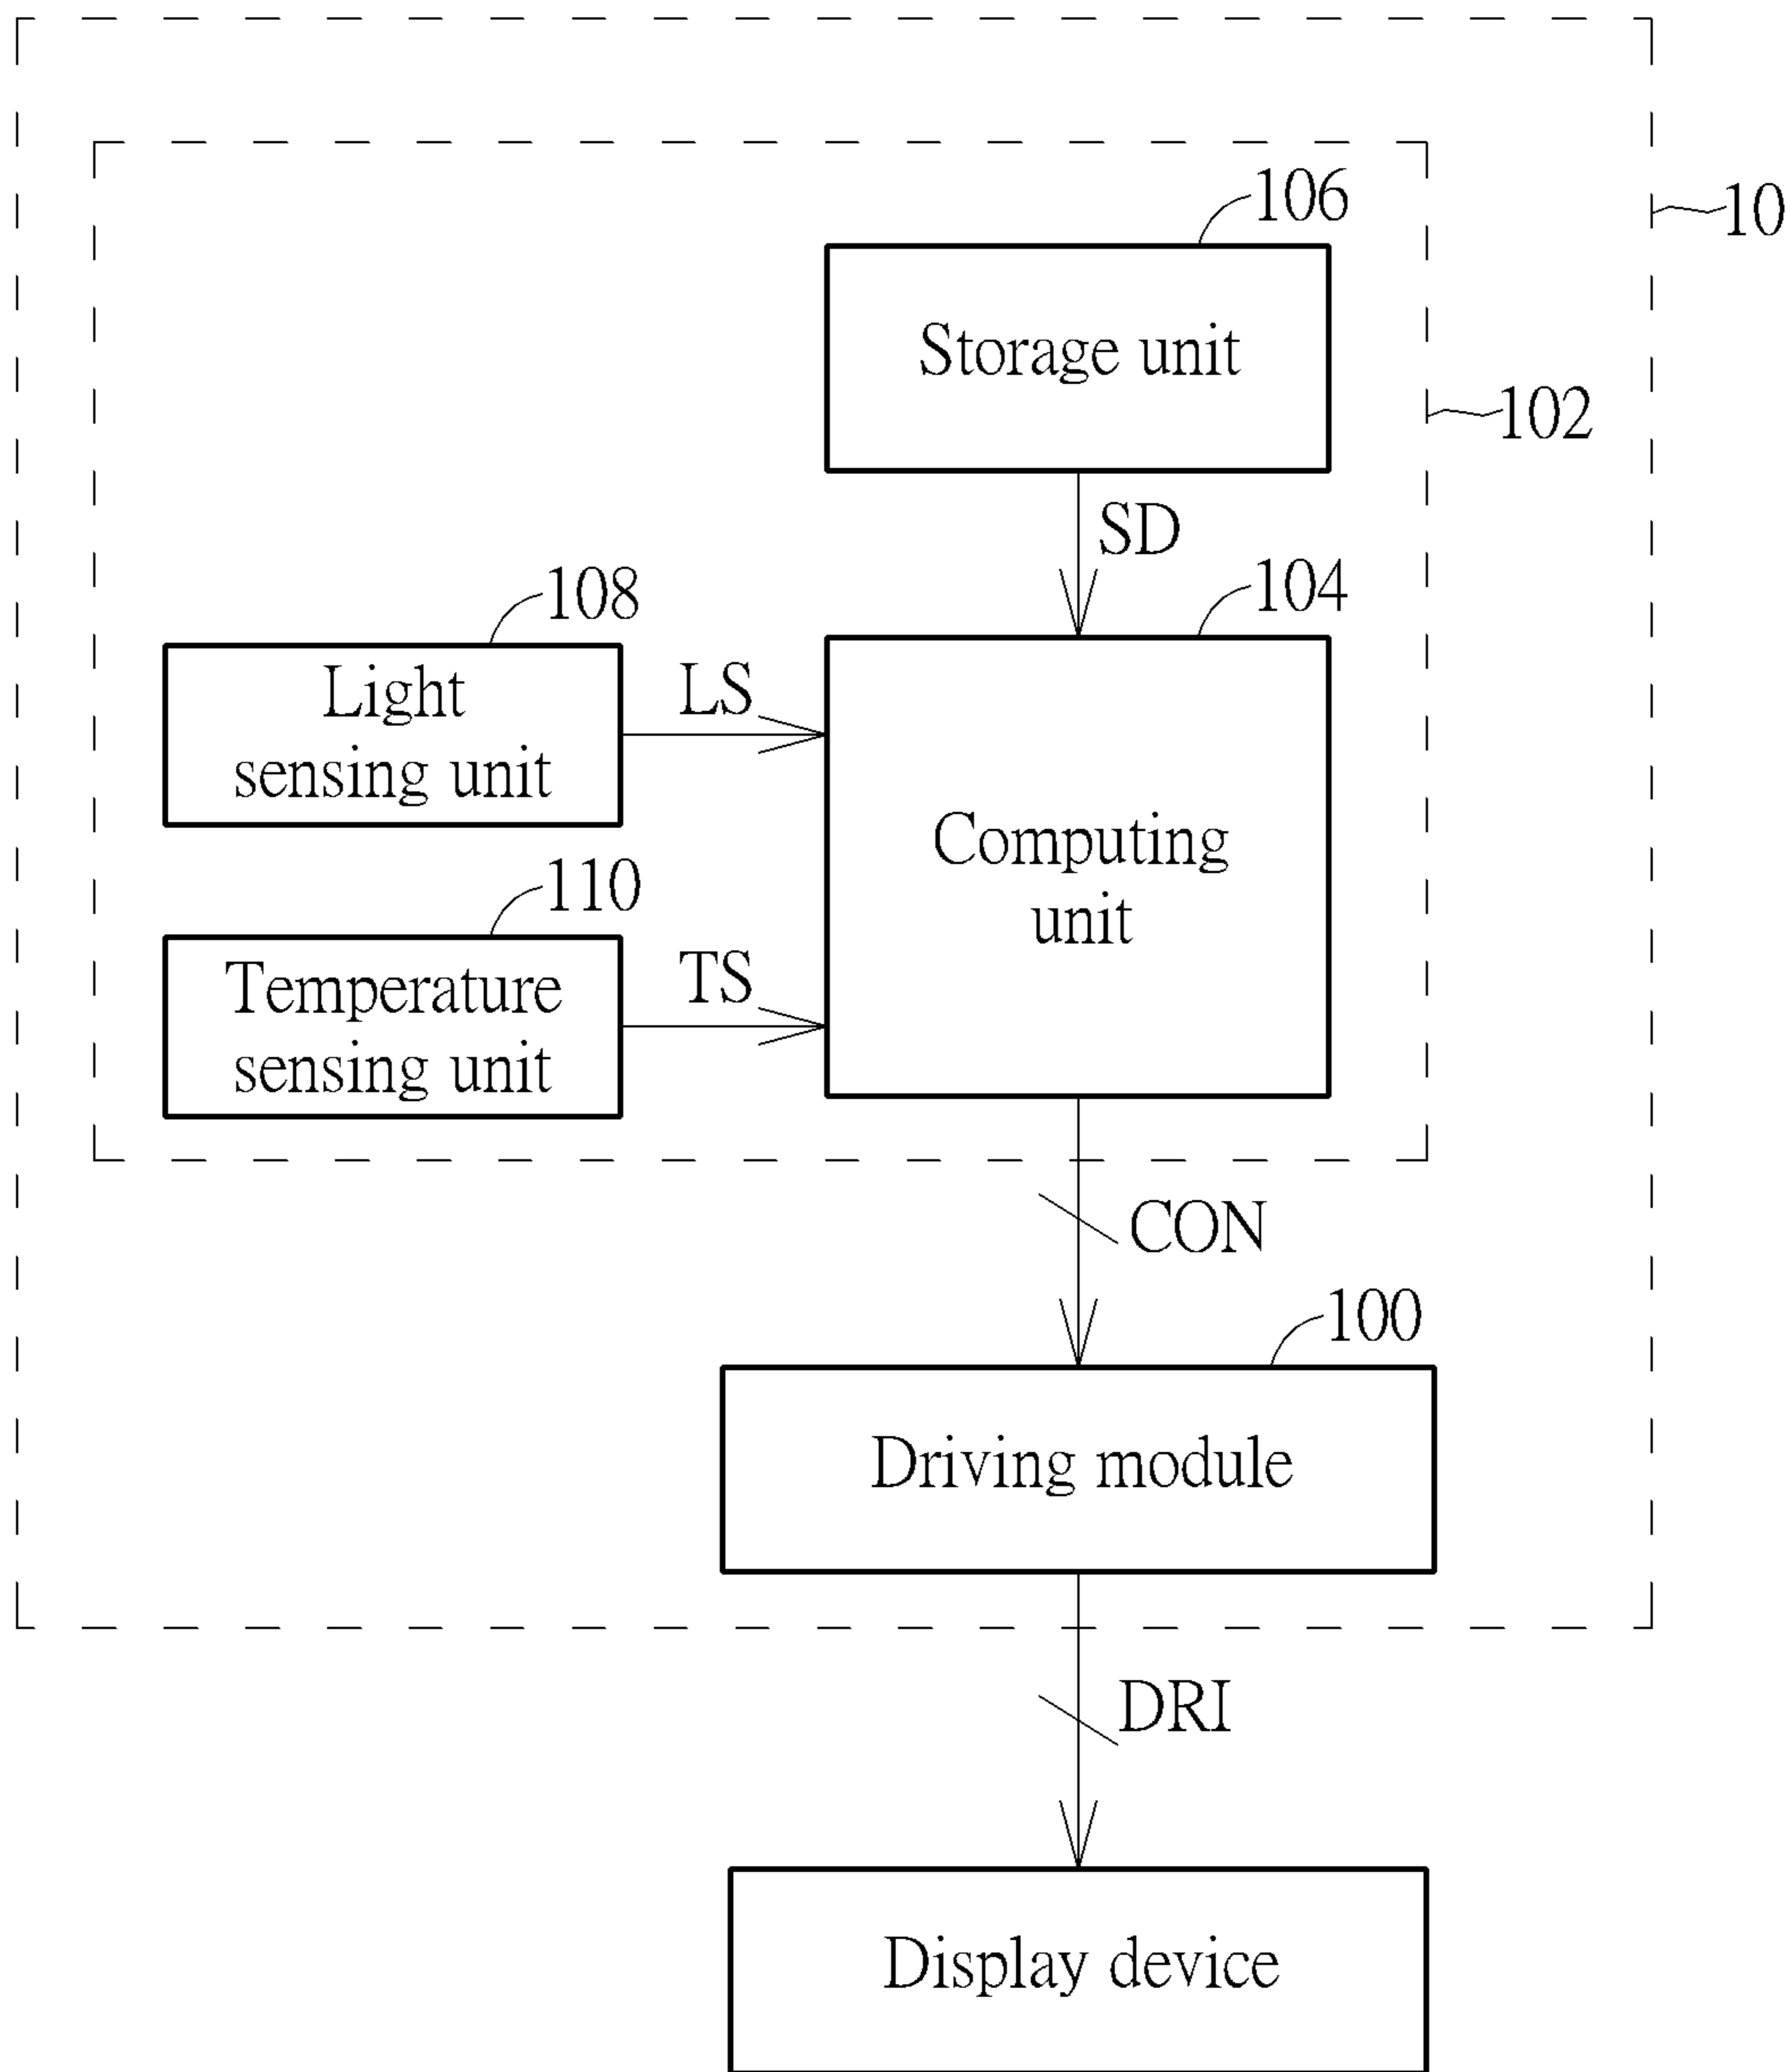 10
106
Storage unit
102
SD
104
108
Light
sensing unit
LS
Computing
unit
110
Temperature
sensing unit
TS
CON
100
Driving module
DRI
Display device